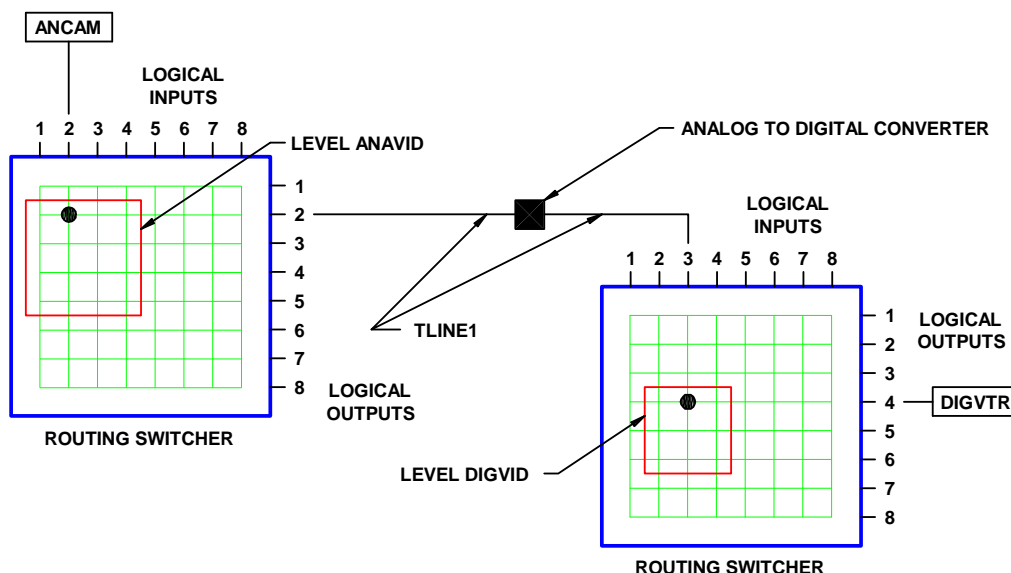 ANCAM
LOGICAL
INPUTS
1 2 3 4 5 6 7 8
LEVEL ANAVID
ANALOG TO DIGITAL CONVERTER
1
2
3
4
5
6
7
8
TLINE1
LOGICAL
OUTPUTS
ROUTING SWITCHER
LOGICAL
INPUTS
1 2 3 4 5 6 7 8
1
2
3
4
5
6
7
8
LOGICAL
OUTPUTS
DIGVTR
LEVEL DIGVID
ROUTING SWITCHER